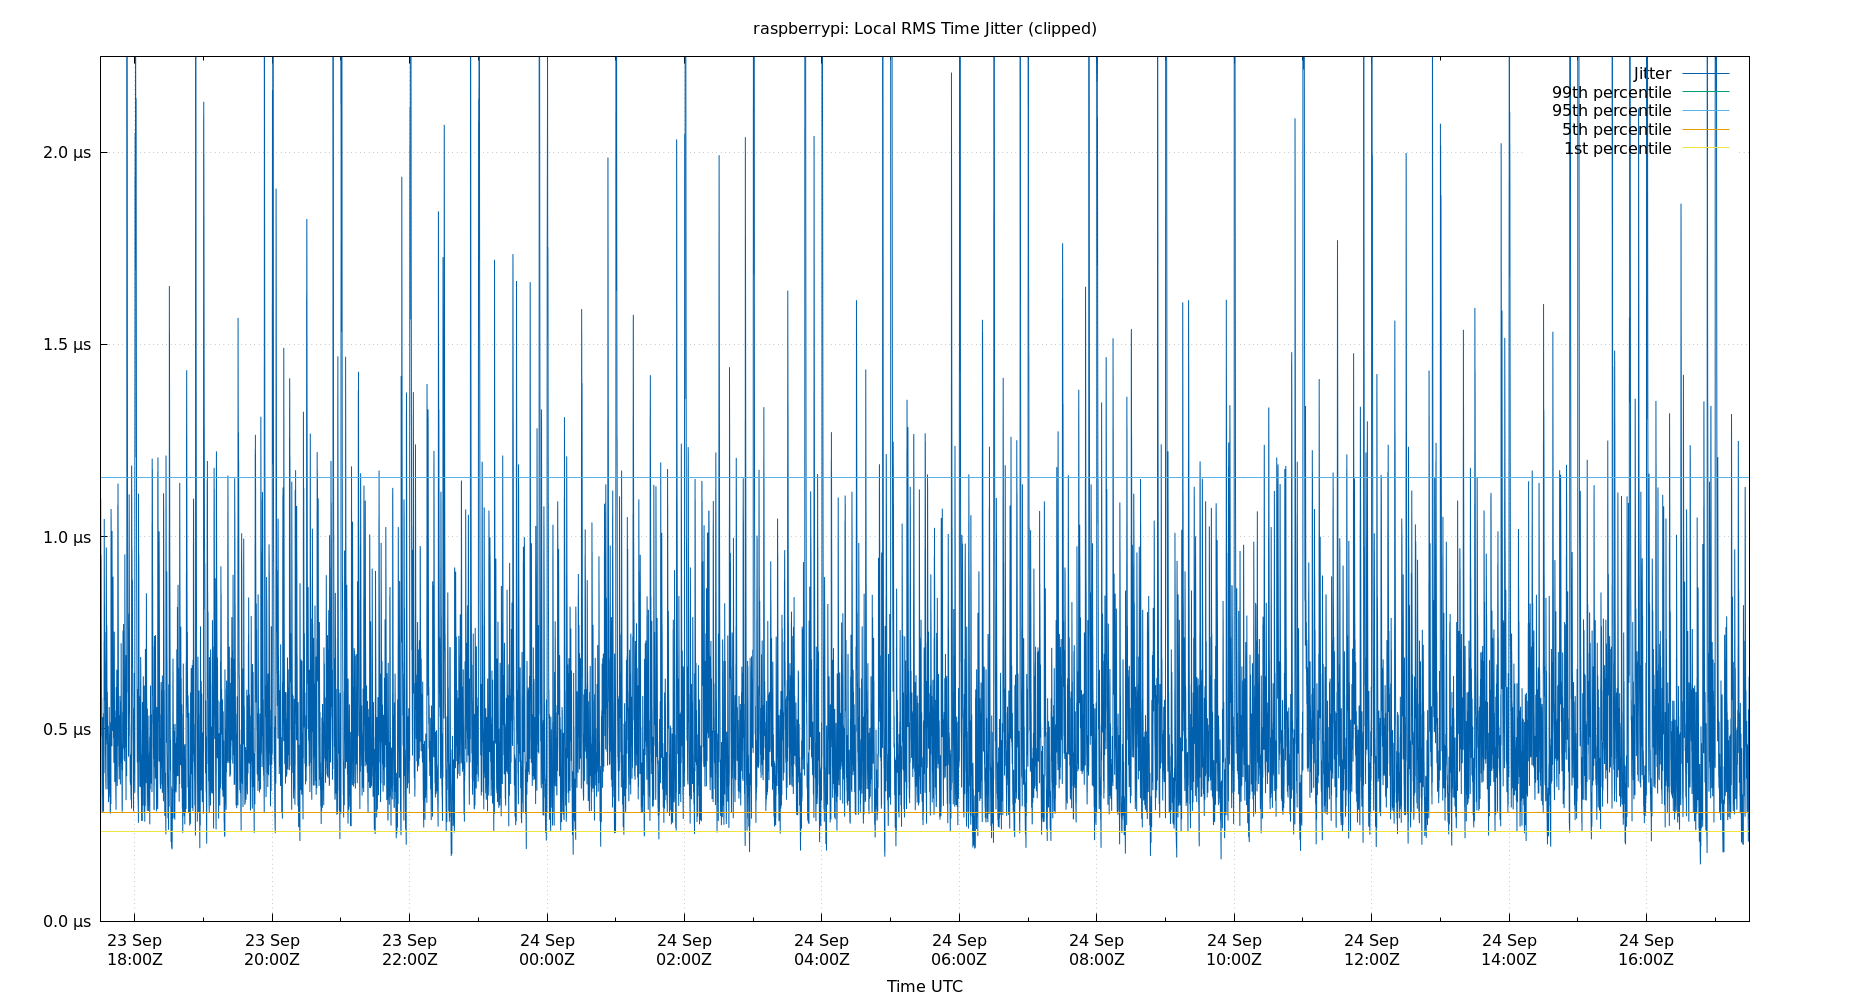 raspberrypi: Local RMS Time Jitter (clipped)
Jitter
99th percentile
95th percentile
5th percentile
1st percentile
2.0 µs
1.5 µs
1.0 µs
0.5 µs
0.0 µs
23 Sep 23 Sep 23 Sep 24 Sep 24 Sep 24 Sep 24 Sep 24 Sep 24 Sep 24 Sep 24 Sep 24 Sep
18:00Z 20:00Z 22:00Z 00:00Z 02:00Z 04:00Z 06:00Z 08:00Z 10:00Z 12:00Z 14:00Z 16:00Z
Time UTC